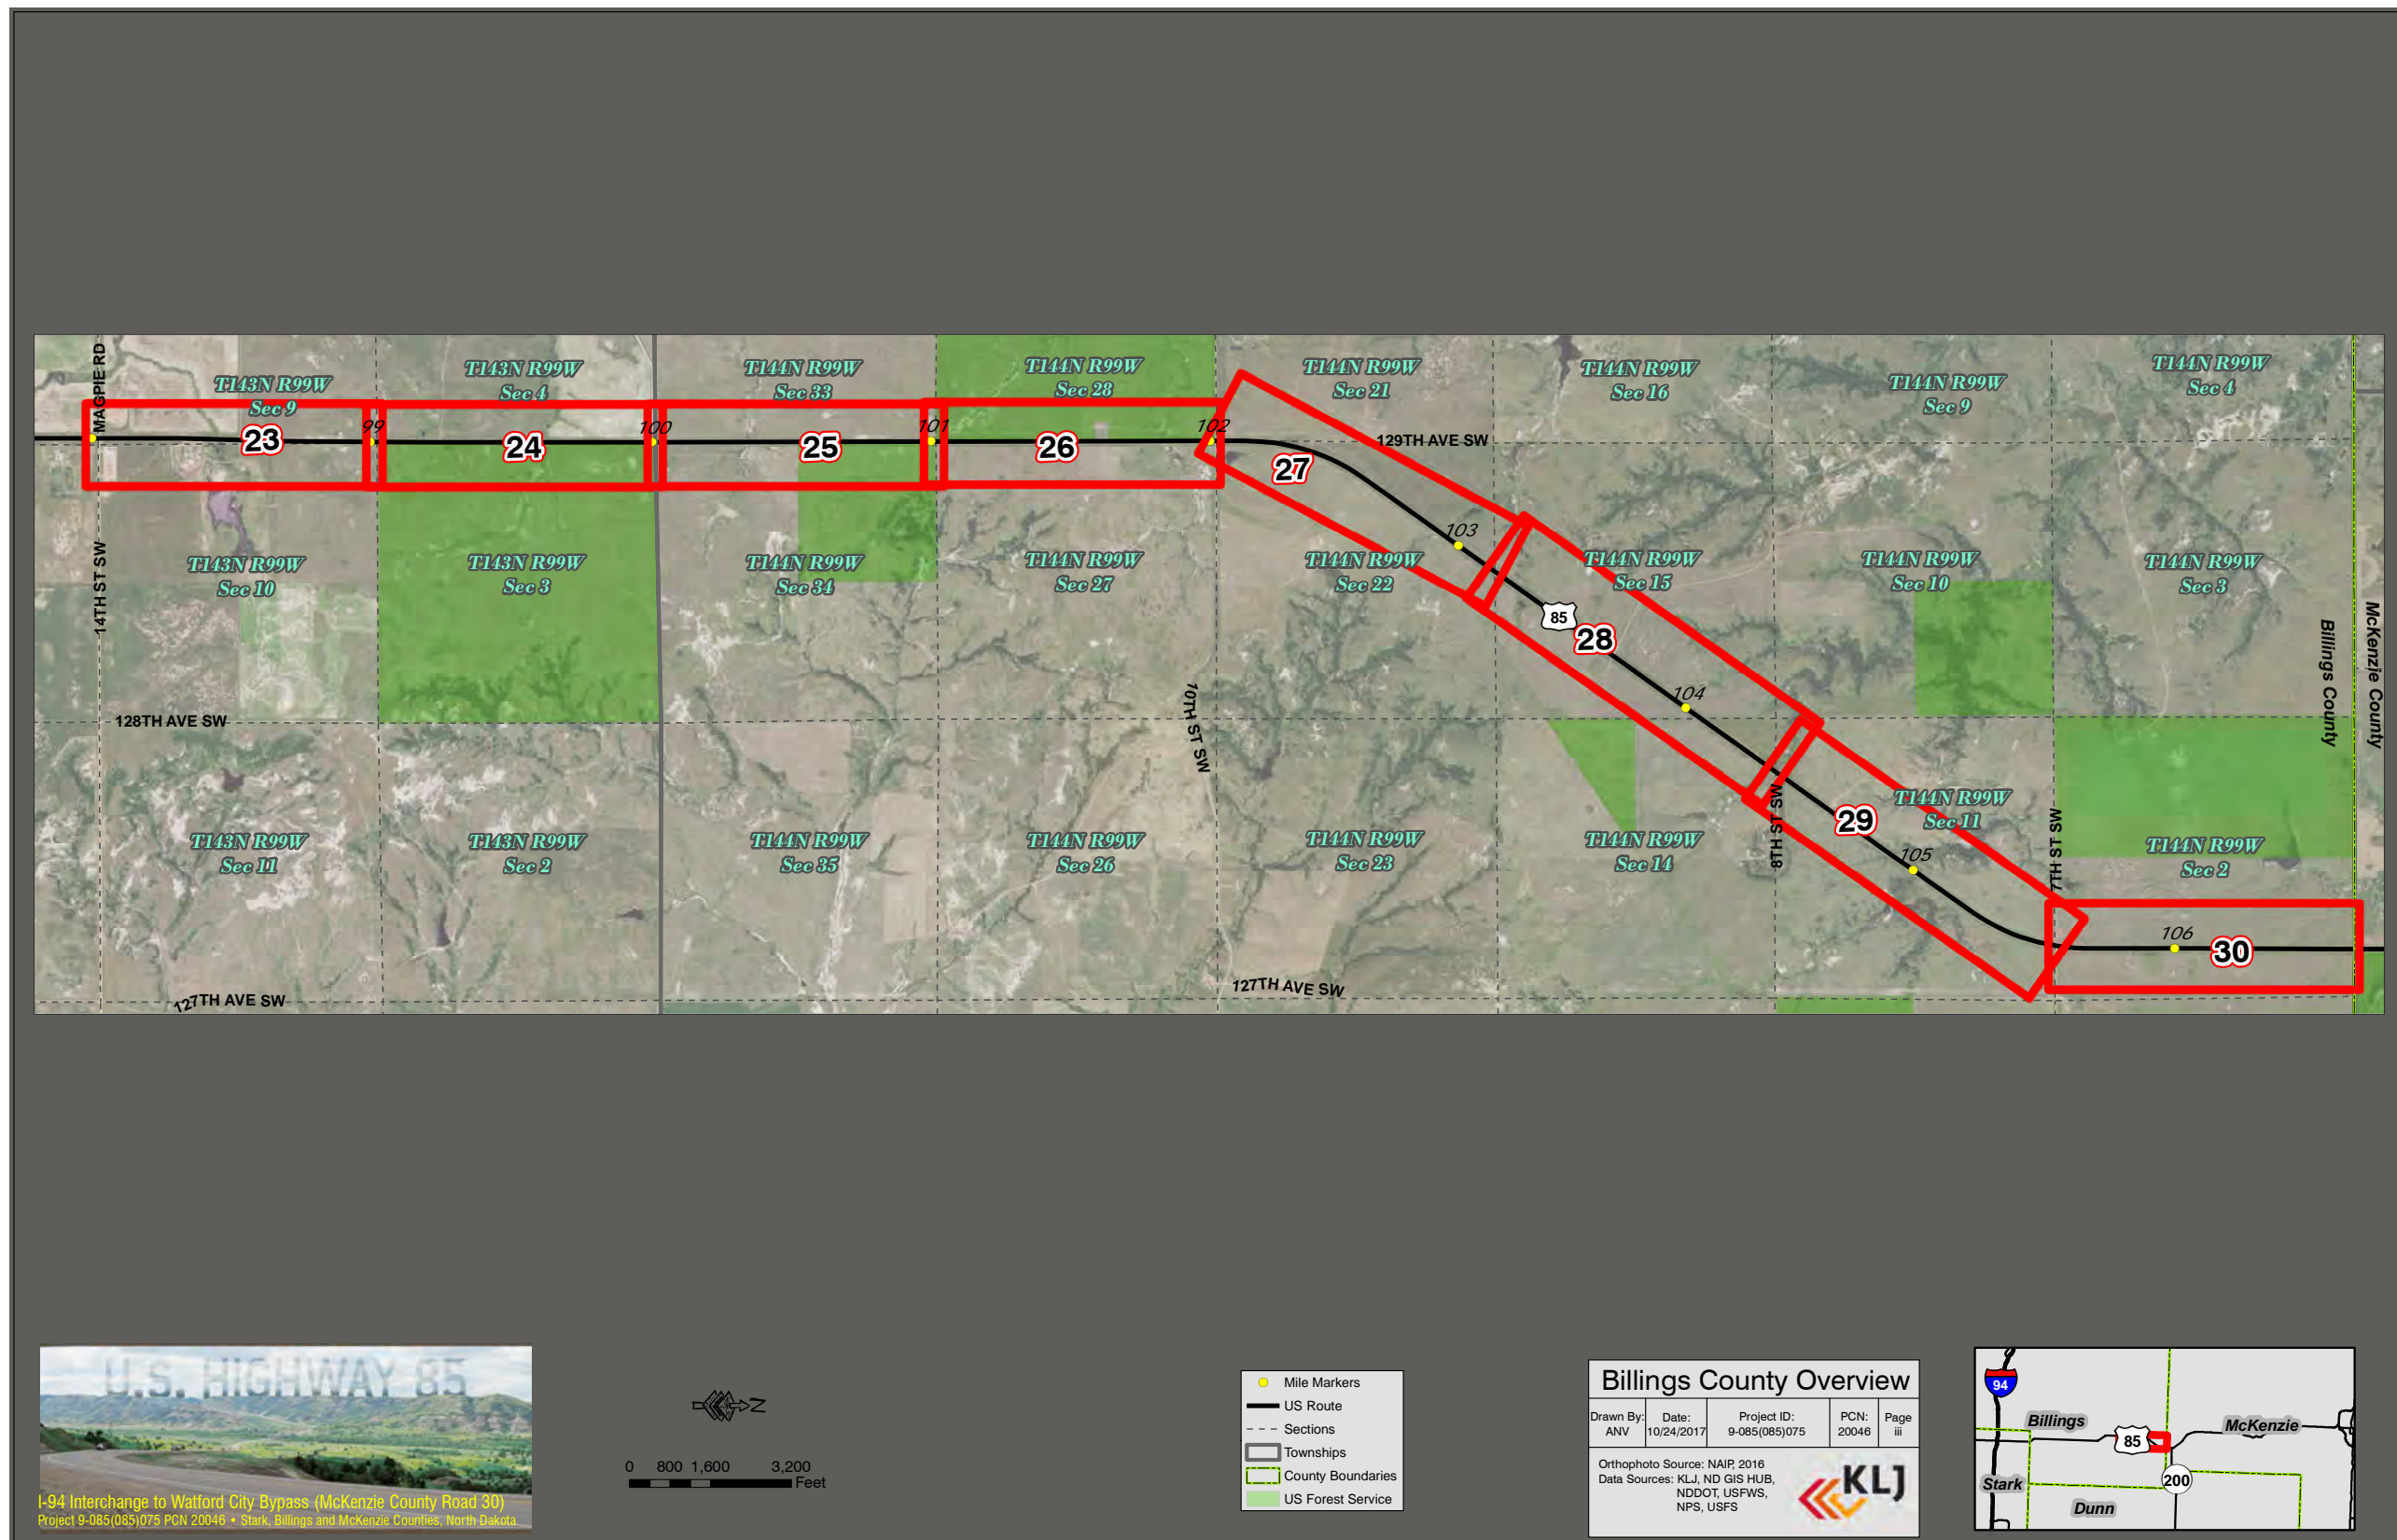 MAGPIE RD
T143N R99W
Sec 9
T143N R99W
Sec 4
T144N R99W
Sec 33
T144N R99W
Sec 28
T144N R99W
Sec 21
T144N R99W
Sec 16
T144N R99W
Sec 9
T144N R99W
Sec 4
23
99
24
100
25
101
26
102
27
129TH AVE SW
103
14TH ST SW
T143N R99W
Sec 10
T143N R99W
Sec 3
T144N R99W
Sec 34
T144N R99W
Sec 27
T144N R99W
Sec 22
T144N R99W
Sec 15
T144N R99W
Sec 10
T144N R99W
Sec 3
85
28
104
Billings County
McKenzie County
128TH AVE SW
10TH ST SW
8TH ST SW
7TH ST SW
T143N R99W
Sec 11
T143N R99W
Sec 2
T144N R99W
Sec 35
T144N R99W
Sec 26
T144N R99W
Sec 23
T144N R99W
Sec 14
29
T144N R99W
Sec 11
105
T144N R99W
Sec 2
106
30
127TH AVE SW
127TH AVE SW
U.S. HIGHWAY 85
I-94 Interchange to Watford City Bypass (McKenzie County Road 30)
Project 9-085(085)075 PCN 20046 • Stark, Billings and McKenzie Counties, North Dakota
Z
0 800 1,600 3,200
Feet
Mile Markers
US Route
Sections
Townships
County Boundaries
US Forest Service
Billings County Overview
Drawn By: ANV
Date: 10/24/2017
Project ID: 9-085(085)075
PCN: 20046
Page iii
Orthophoto Source: NAIP, 2016
Data Sources: KLJ, ND GIS HUB,
NDDOT, USFWS,
NPS, USFS
KLJ
94
Billings
McKenzie
85
200
Stark
Dunn